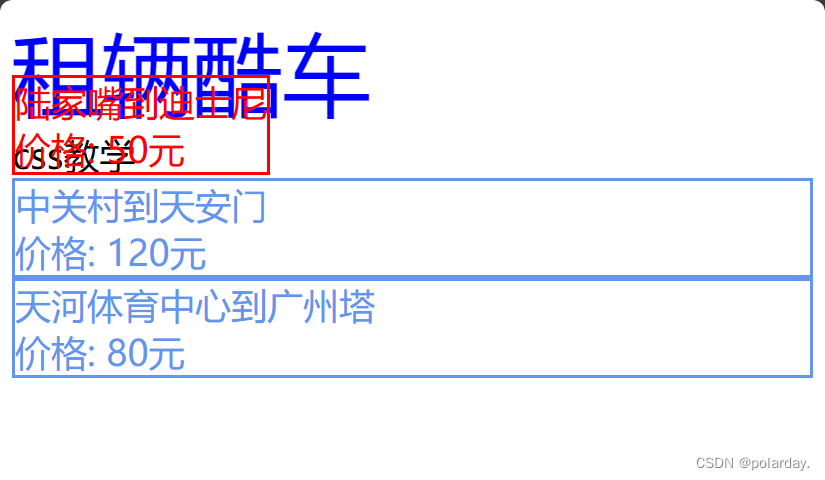 租辆酷车
陆家嘴到迪士尼
价格: 50元
css教学
中关村到天安门
价格: 120元
天河体育中心到广州塔
价格: 80元
CSDN @polarday.